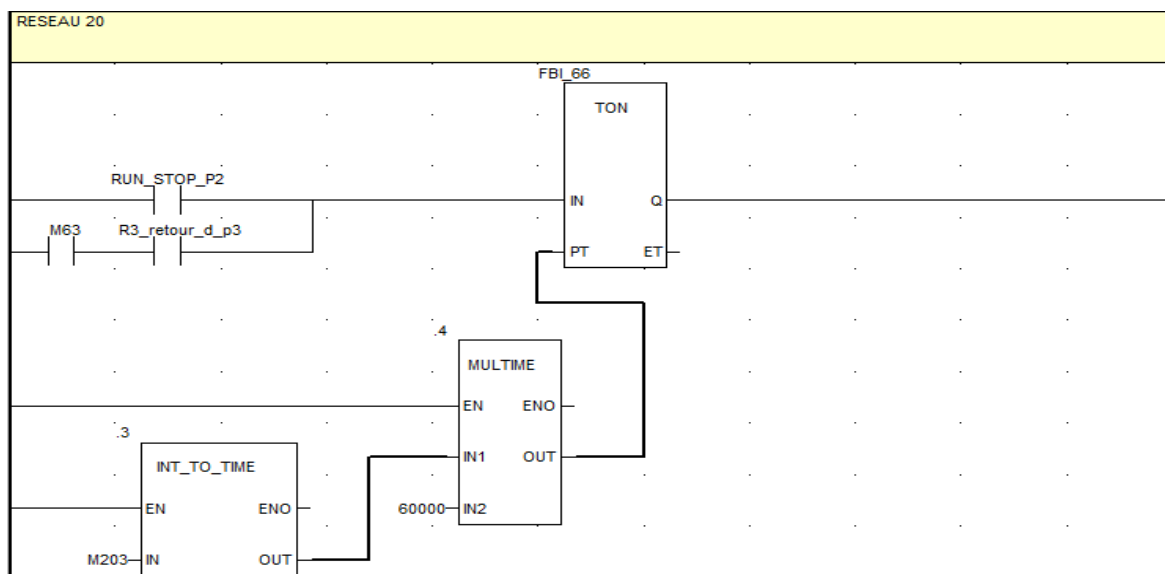 RESEAU 20
FBI_66
TON
RUN_STOP_P2
IN Q
M63 R3_retour_d_p3
PT ET
.4
MULTIME
EN ENO
.3
INT_TO_TIME
IN1 OUT
EN ENO
60000 IN2
M203 IN OUT